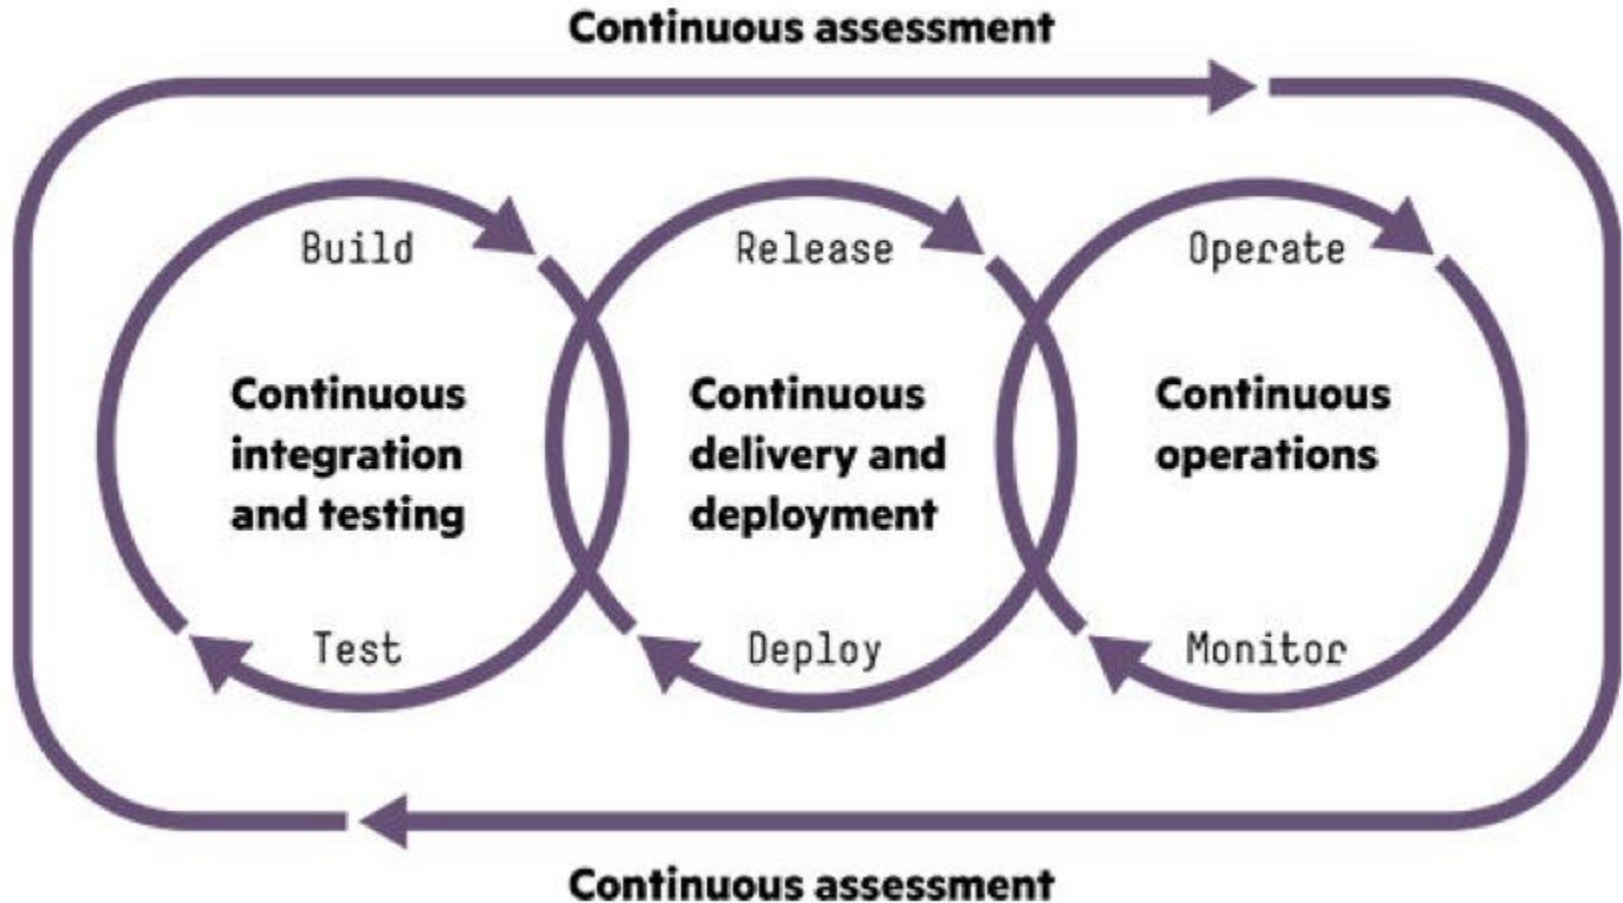 Continuous assessment
Build
Release
Operate
Continuous
integration
and testing
Continuous
delivery and
deployment
Continuous
operations
Test
Deploy
Monitor
Continuous assessment